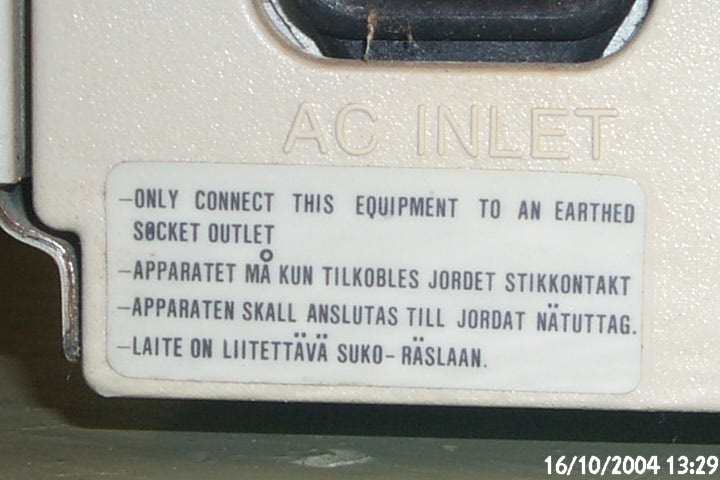 AC INLET
-ONLY CONNECT THIS EQUIPMENT TO AN EARTHED
SOCKET OUTLET
-APPARATET MÅ KUN TILKOBLES JORDET STIKKONTAKT
-APPARATEN SKALL ANSLUTAS TILL JORDAT NÄTUTTAG.
-LAITE ON LIITETTÄVÄ SUKO-RÄSLAAN.
16/10/2004 13:29